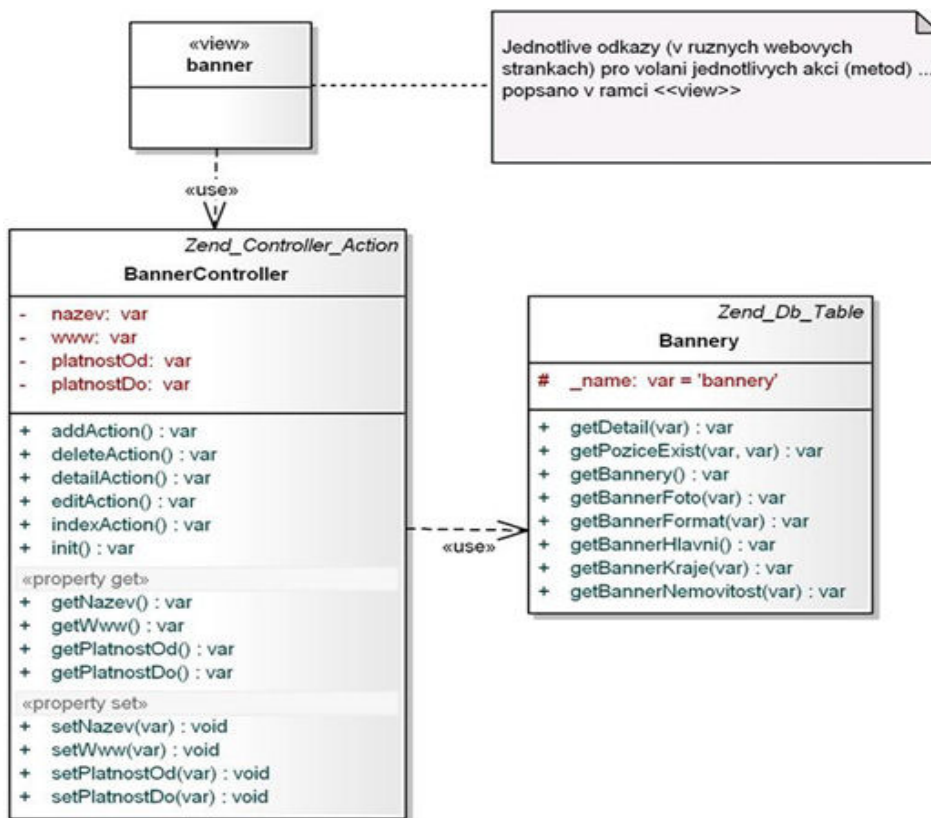 «view»
banner
Jednotlive odkazy (v ruznych webovych
strankach) pro volani jednotlivych akci (metod) ...
popsano v ramci <<view>>
«use»
Zend_Controller_Action
BannerController
- nazev: var
- www: var
- platnostOd: var
- platnostDo: var
+ addAction() : var
+ deleteAction() : var
+ detailAction() : var
+ editAction() : var
+ indexAction() : var
+ init() : var
«property get»
+ getNazev() : var
+ getWww() : var
+ getPlatnostOd() : var
+ getPlatnostDo() : var
«property set»
+ setNazev(var) : void
+ setWww(var) : void
+ setPlatnostOd(var) : void
+ setPlatnostDo(var) : void
«use»
Zend_Db_Table
Bannery
# _name: var = 'bannery'
+ getDetail(var) : var
+ getPoziceExist(var, var) : var
+ getBannery() : var
+ getBannerFoto(var) : var
+ getBannerFormat(var) : var
+ getBannerHlavni() : var
+ getBannerKraje(var) : var
+ getBannerNemovitost(var) : var